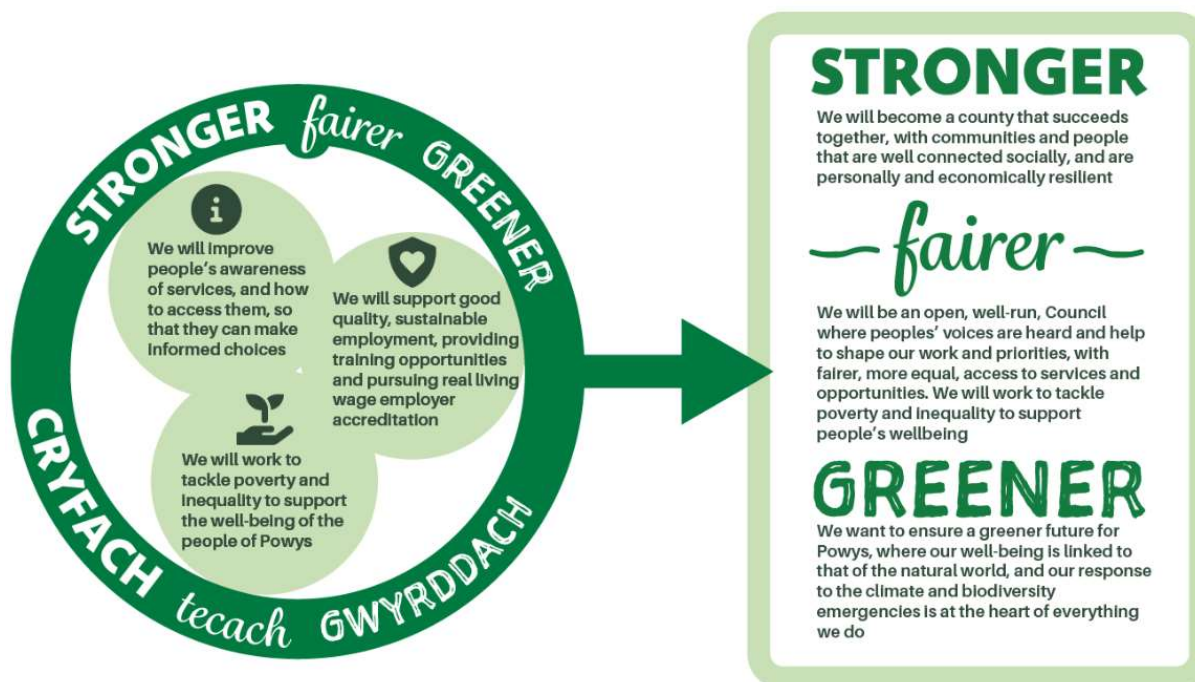 STRONGER fairer GREENER
We will improve
people's awareness
of services, and how
to access them, so
that they can make
informed choices
We will support good
quality, sustainable
employment, providing
training opportunities
and pursuing real living
wage employer
accreditation
We will work to
tackle poverty and
inequality to support
the well-being of the
people of Powys
CRYFACH tecach GWYRDDACH
STRONGER
We will become a county that succeeds
together, with communities and people
that are well connected socially, and are
personally and economically resilient
fairer
We will be an open, well-run, Council
where peoples' voices are heard and help
to shape our work and priorities, with
fairer, more equal, access to services and
opportunities. We will work to tackle
poverty and inequality to support
people's wellbeing
GREENER
We want to ensure a greener future for
Powys, where our well-being is linked to
that of the natural world, and our response
to the climate and biodiversity
emergencies is at the heart of everything
we do